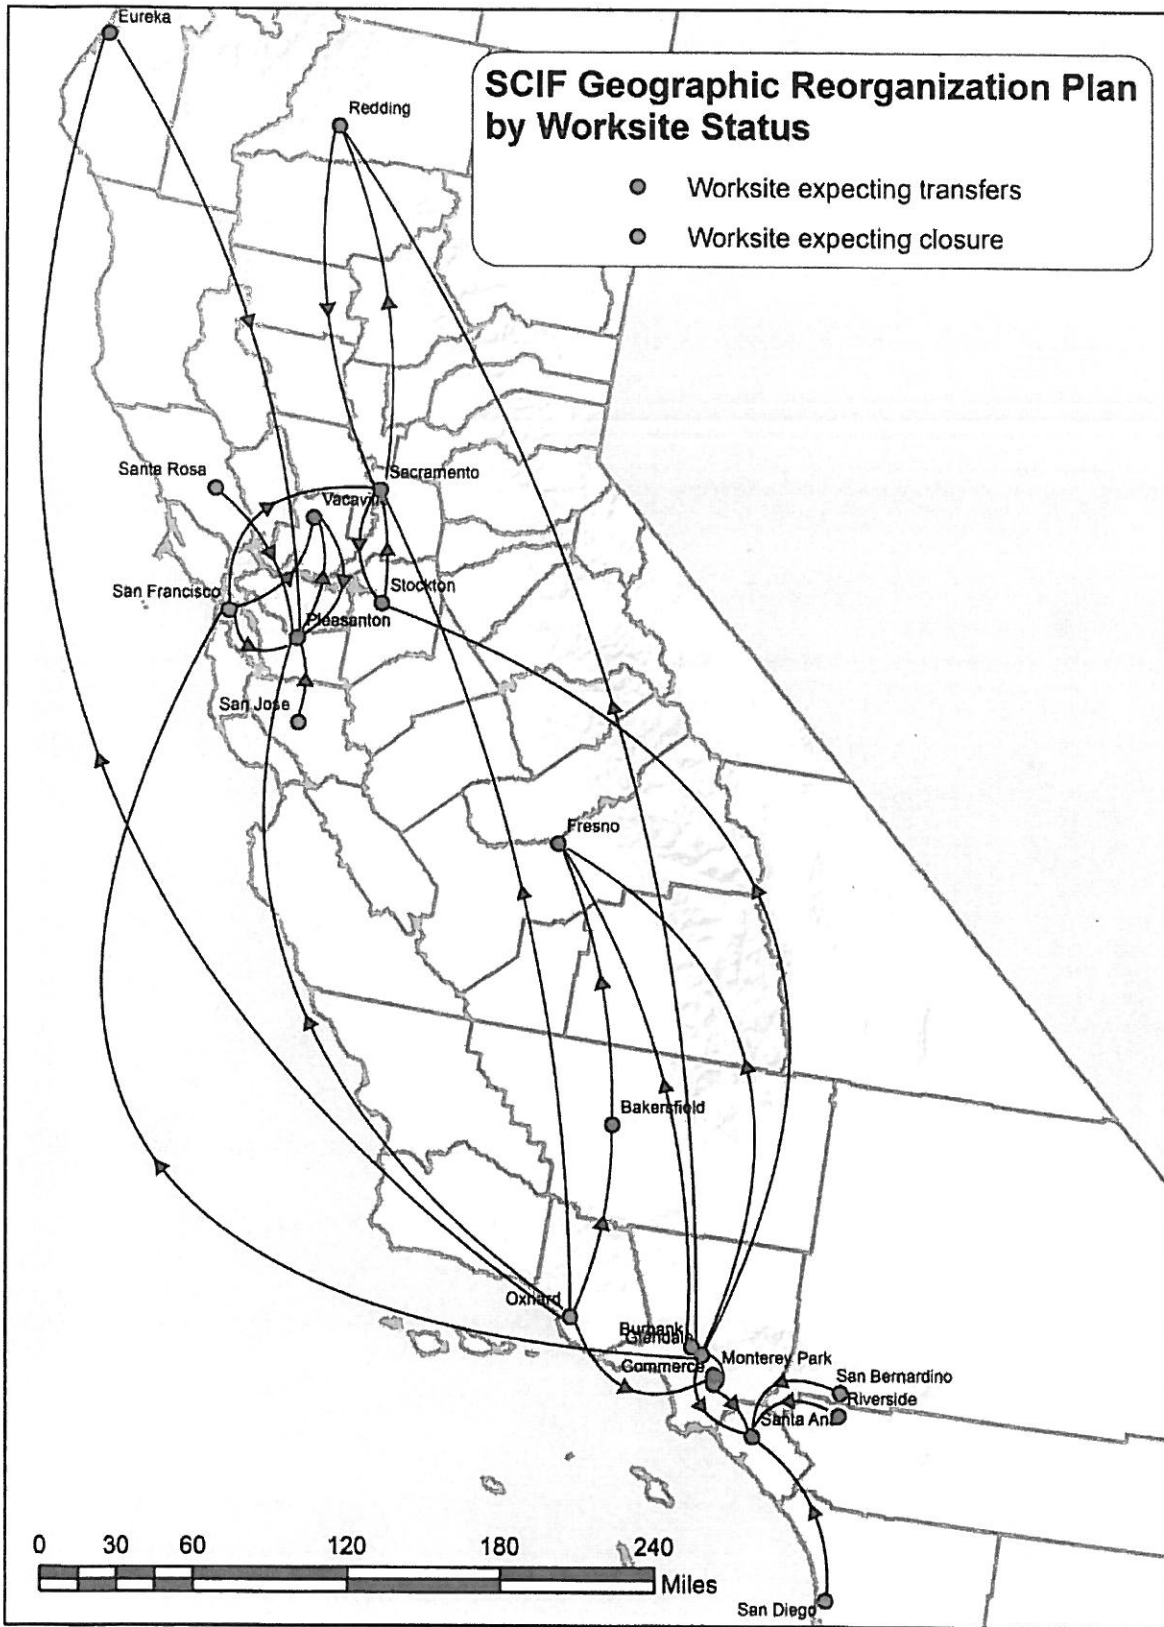 Eureka
SCIF Geographic Reorganization Plan
by Worksite Status
Redding
Worksite expecting transfers
Worksite expecting closure
Santa Rosa
Sacramento
San Francisco
Stockton
Pleasanton
San Jose
Fresno
Bakersfield
Oxnard
Burbank
Glendale
Commerce
Monterey Park
San Bernardino
Riverside
Santa Ana
0 30 60 120 180 240
Miles
San Diego